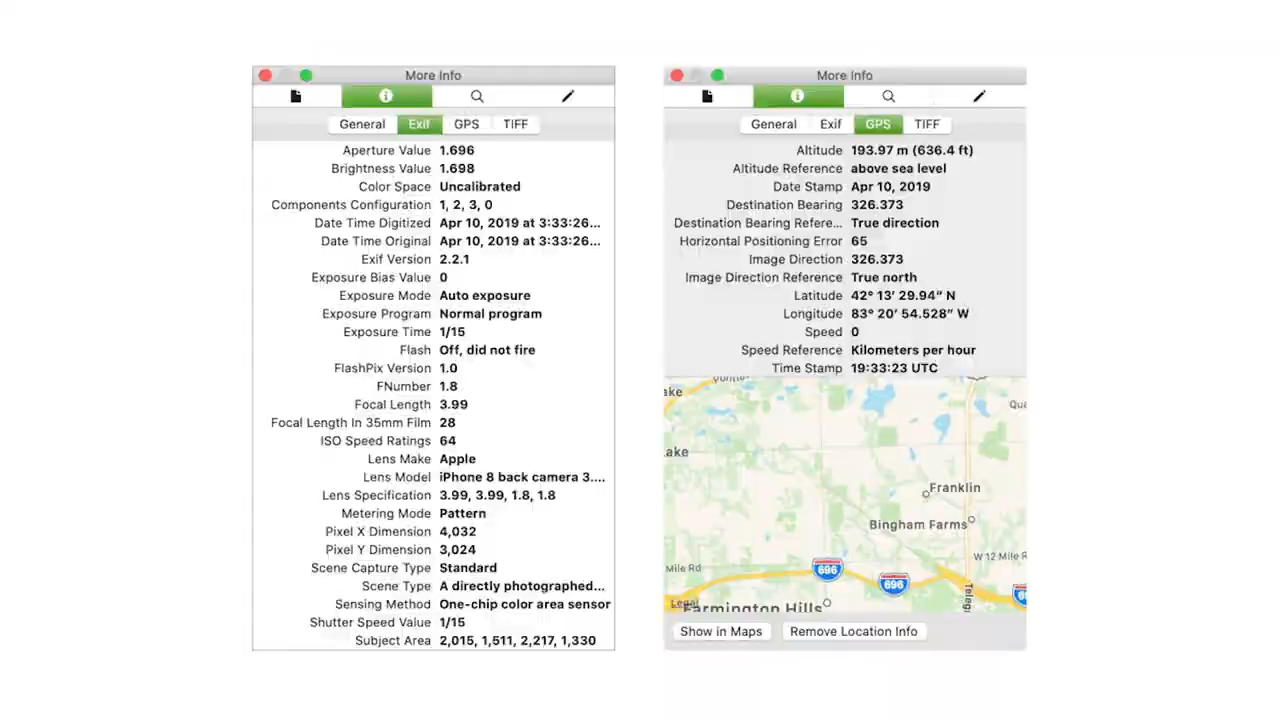 More Info
General Exif GPS TIFF
Aperture Value 1.696
Brightness Value 1.698
Color Space Uncalibrated
Components Configuration 1, 2, 3, 0
Date Time Digitized Apr 10, 2019 at 3:33:26...
Date Time Original Apr 10, 2019 at 3:33:26...
Exif Version 2.2.1
Exposure Bias Value 0
Exposure Mode Auto exposure
Exposure Program Normal program
Exposure Time 1/15
Flash Off, did not fire
FlashPix Version 1.0
FNumber 1.8
Focal Length 3.99
Focal Length In 35mm Film 28
ISO Speed Ratings 64
Lens Make Apple
Lens Model iPhone 8 back camera 3....
Lens Specification 3.99, 3.99, 1.8, 1.8
Metering Mode Pattern
Pixel X Dimension 4,032
Pixel Y Dimension 3,024
Scene Capture Type Standard
Scene Type A directly photographed...
Sensing Method One-chip color area sensor
Shutter Speed Value 1/15
Subject Area 2,015, 1,511, 2,217, 1,330
More Info
General Exif GPS TIFF
Altitude 193.97 m (636.4 ft)
Altitude Reference above sea level
Date Stamp Apr 10, 2019
Destination Bearing 326.373
Destination Bearing Refere... True direction
Horizontal Positioning Error 65
Image Direction 326.373
Image Direction Reference True north
Latitude 42° 13' 29.94" N
Longitude 83° 20' 54.528" W
Speed 0
Speed Reference Kilometers per hour
Time Stamp 19:33:23 UTC
ake
Qua
ake
Franklin
Bingham Farms
W 12 Mile R
Mile Rd
696
696
Telegr
Legal
Farmington Hills
Show in Maps Remove Location Info